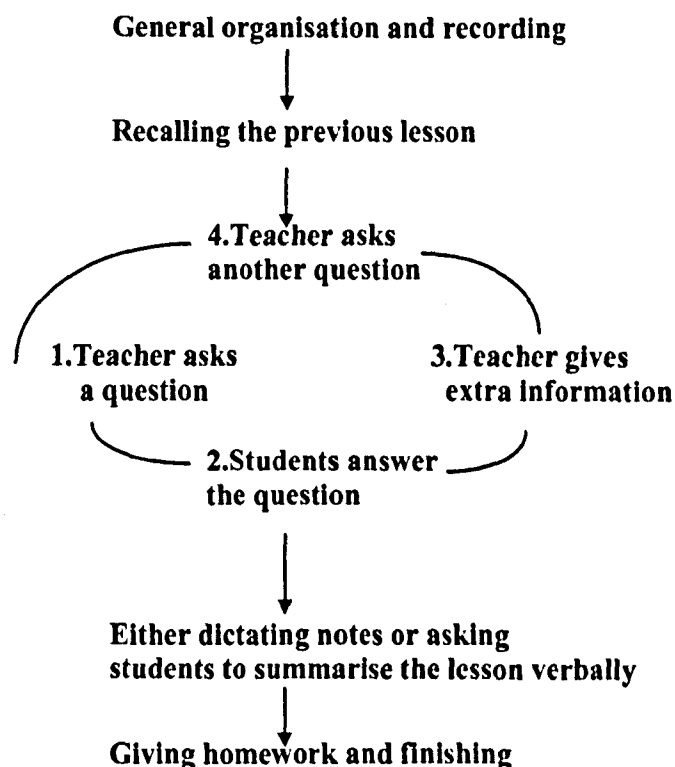 General organisation and recording
Recalling the previous lesson
4.Teacher asks
another question
1.Teacher asks
a question
3.Teacher gives
extra information
2.Students answer
the question
Either dictating notes or asking
students to summarise the lesson verbally
Giving homework and finishing